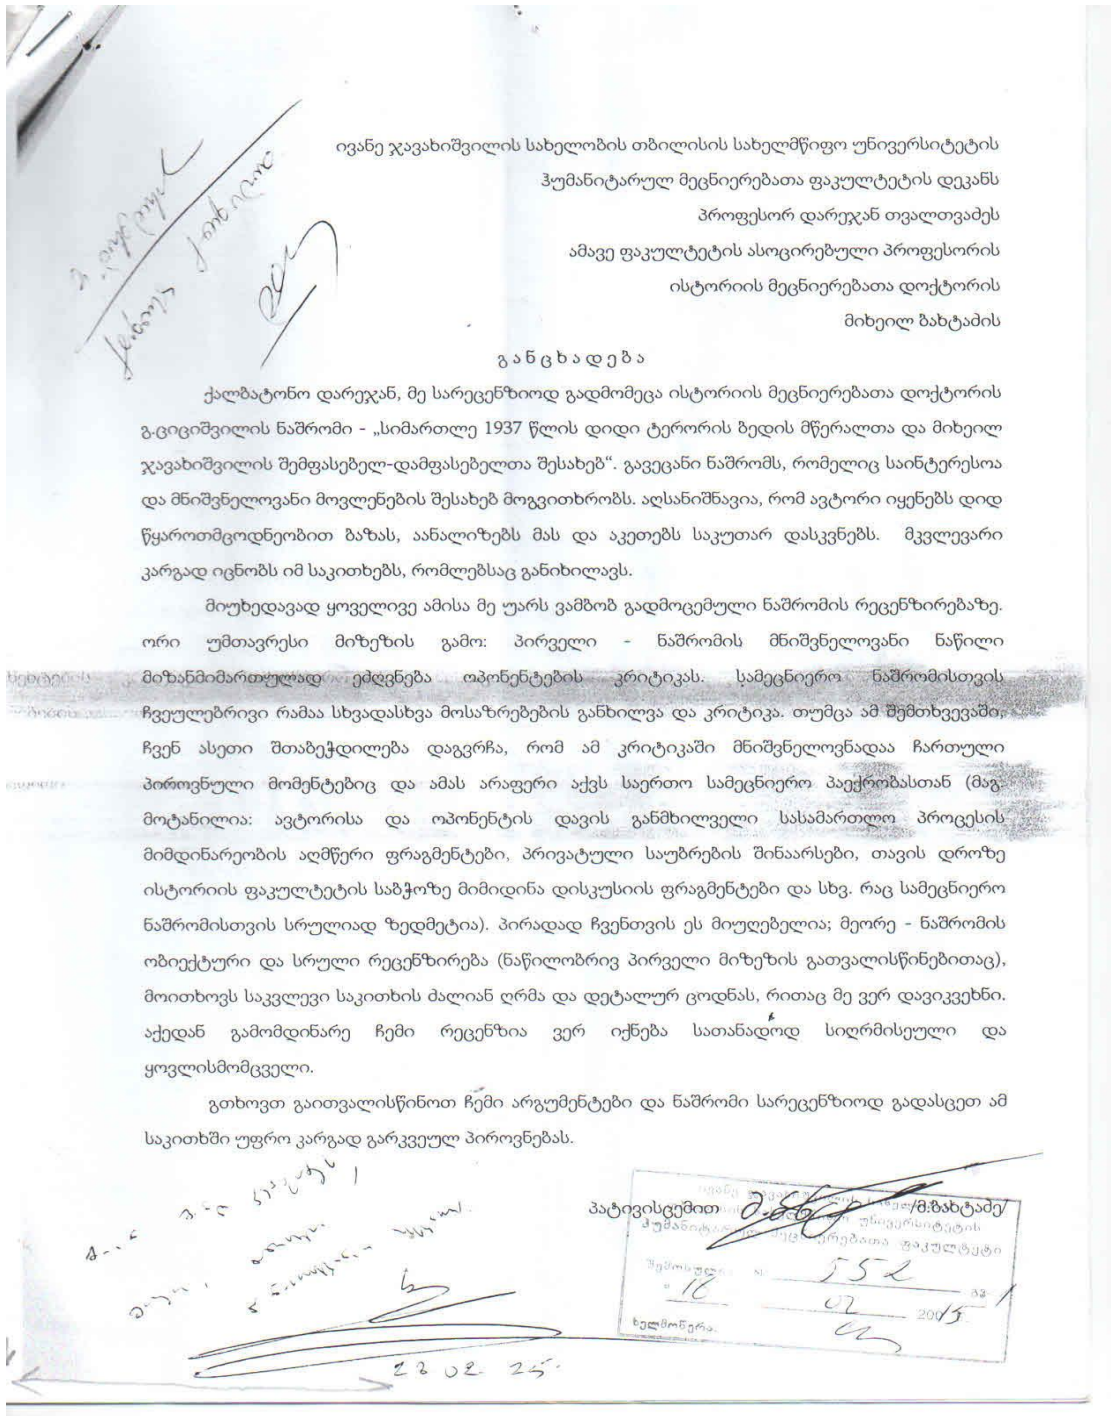 ივანე ჯავახიშვილის სახელობის თბილისის სახელმწიფო უნივერსიტეტის
ჰუმანიტარულ მეცნიერებათა ფაკულტეტის დეკანს
პროფესორ დარეჯან თვალთვაძეს
ამავე ფაკულტეტის ასოცირებული პროფესორის
ისტორიის მეცნიერებათა დოქტორის
მიხეილ ბახტაძის
განცხადება
ქალბატონო დარეჯან, მე სარეცენზიოდ გადმომეცა ისტორიის მეცნიერებათა დოქტორის
გ.ციციშვილის ნაშრომი - „სიმართლე 1937 წლის დიდი ტერორის ბედის მწერალთა და მიხეილ
ჯავახიშვილის შემფასებელ-დამფასებელთა შესახებ“. გავეცანი ნაშრომს, რომელიც საინტერესოა
და მნიშვნელოვანი მოვლენების შესახებ მოგვითხრობს. აღსანიშნავია, რომ ავტორი იყენებს დიდ
წყაროთმცოდნეობით ბაზას, აანალიზებს მას და აკეთებს საკუთარ დასკვნებს. მკვლევარი
კარგად იცნობს იმ საკითხებს, რომლებსაც განიხილავს.
მიუხედავად ყოველივე ამისა მე უარს ვამბობ გადმოცემული ნაშრომის რეცენზირებაზე.
ორი უმთავრესი მიზეზის გამო: პირველი - ნაშრომის მნიშვნელოვანი ნაწილი
მიზანმიმართულად ეძღვნება ოპონენტების კრიტიკას. სამეცნიერო ნაშრომისთვის
ჩვეულებრივი რამაა სხვადასხვა მოსაზრებების განხილვა და კრიტიკა. თუმცა ამ შემთხვევაში,
ჩვენ ასეთი შთაბეჭდილება დაგვრჩა, რომ ამ კრიტიკაში მნიშვნელოვნადაა ჩართული
პიროვნული მომენტებიც და ამას არაფერი აქვს საერთო სამეცნიერო პაექრობასთან (მაგ.
მოტანილია: ავტორისა და ოპონენტის დავის განმხილველი სასამართლო პროცესის
მიმდინარეობის აღმწერი ფრაგმენტები, პრივატული საუბრების შინაარსები, თავის დროზე
ისტორიის ფაკულტეტის საბჭოზე მიმიდინა დისკუსიის ფრაგმენტები და სხვ. რაც სამეცნიერო
ნაშრომისთვის სრულიად ზედმეტია). პირადად ჩვენთვის ეს მიუღებელია; მეორე - ნაშრომის
ობიექტური და სრული რეცენზირება (ნაწილობრივ პირველი მიზეზის გათვალისწინებითაც),
მოითხოვს საკვლევი საკითხის ძალიან ღრმა და დეტალურ ცოდნას, რითაც მე ვერ დავიკვეხნი.
აქედან გამომდინარე ჩემი რეცენზია ვერ იქნება სათანადოდ სიღრმისეული და
ყოვლისმომცველი.
გთხოვთ გაითვალისწინოთ ჩემი არგუმენტები და ნაშრომი სარეცენზიოდ გადასცეთ ამ
საკითხში უფრო კარგად გარკვეულ პიროვნებას.
პატივისცემით /მ.ბახტაძე/
უნივერსიტეტის
ჰუმანიტარულ მეცნიერებათა ფაკულტეტი
შემოსული № 552
" 16 02 2005
ხელმოწერა
23 02. 25.